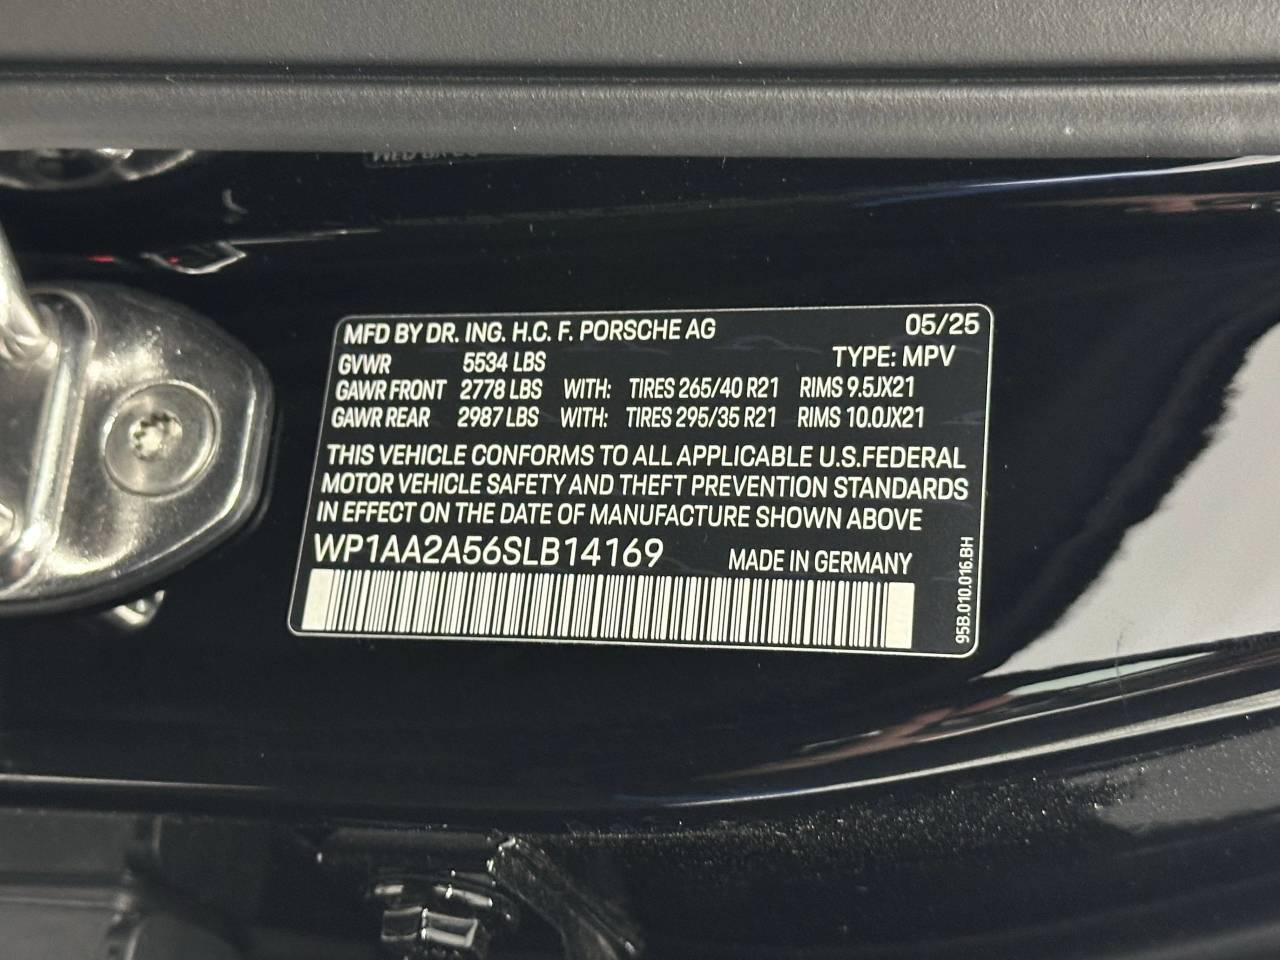 MFD BY DR. ING. H.C. F. PORSCHE AG 05/25
GVWR 5534 LBS TYPE: MPV
GAWR FRONT 2778 LBS WITH: TIRES 265/40 R21 RIMS 9.5JX21
GAWR REAR 2987 LBS WITH: TIRES 295/35 R21 RIMS 10.0JX21
THIS VEHICLE CONFORMS TO ALL APPLICABLE U.S.FEDERAL
MOTOR VEHICLE SAFETY AND THEFT PREVENTION STANDARDS
IN EFFECT ON THE DATE OF MANUFACTURE SHOWN ABOVE
WP1AA2A56SLB14169 MADE IN GERMANY
95B.010.016.BH